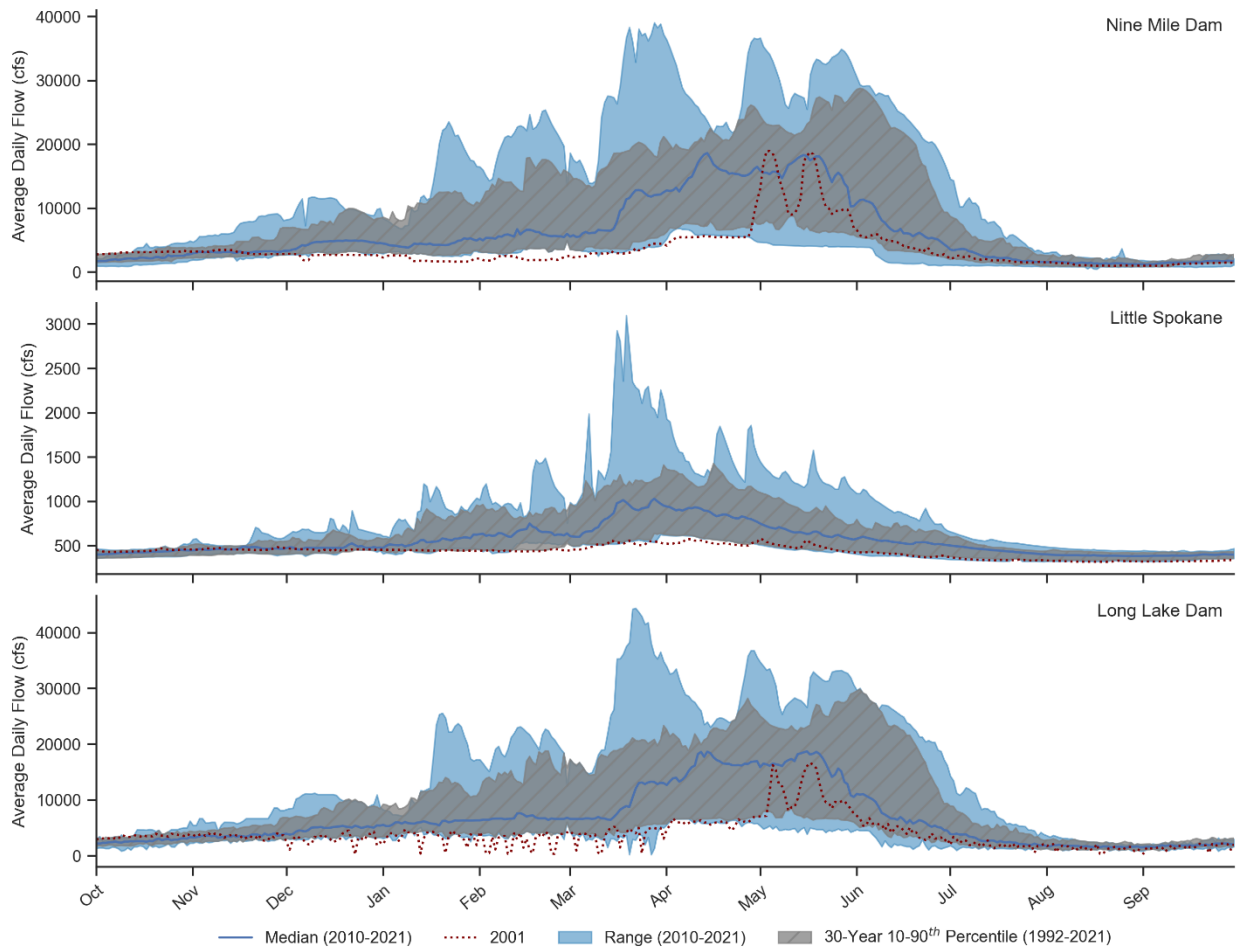 Nine Mile Dam
Average Daily Flow (cfs)
40000
30000
20000
10000
0
Little Spokane
Average Daily Flow (cfs)
3000
2500
2000
1500
1000
500
Long Lake Dam
Average Daily Flow (cfs)
40000
30000
20000
10000
0
Oct Nov Dec Jan Feb Mar Apr May Jun Jul Aug Sep
Median (2010-2021) 2001 Range (2010-2021) 30-Year 10-90th Percentile (1992-2021)